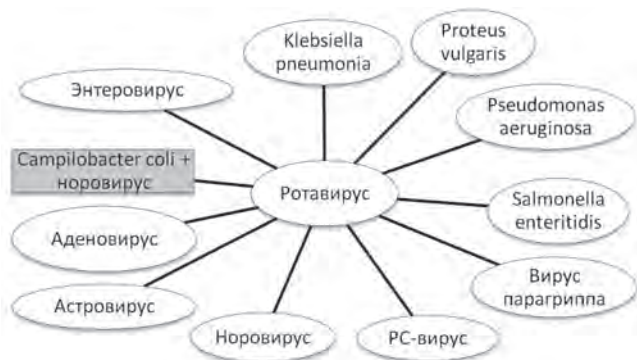 Klebsiella
pneumonia
Proteus
vulgaris
Энтеровирус
Pseudomonas
aeruginosa
Campilobacter coli +
норовирус
Ротавирус
Salmonella
enteritidis
Аденовирус
Вирус
парагриппа
Астровирус
Норовирус
РС-вирус